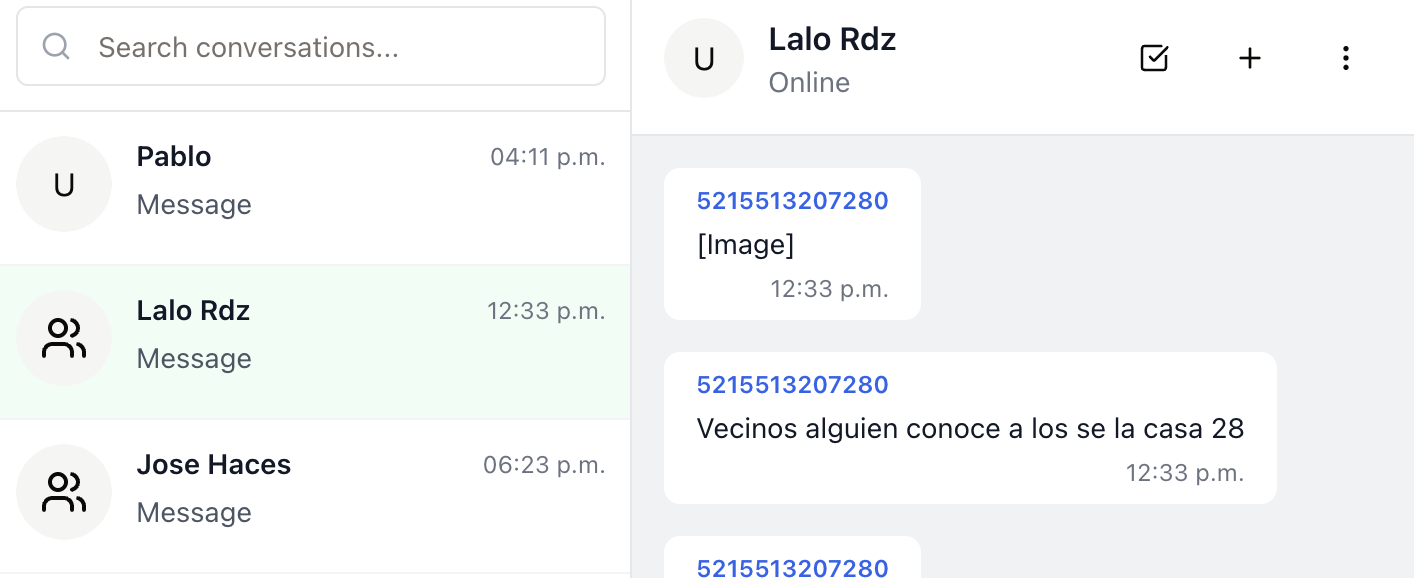 Search conversations...
U
Pablo
04:11 p.m.
Message
Lalo Rdz
12:33 p.m.
Message
Jose Haces
06:23 p.m.
Message
U
Lalo Rdz
Online
5215513207280
[Image]
12:33 p.m.
5215513207280
Vecinos alguien conoce a los se la casa 28
12:33 p.m.
5215513207280